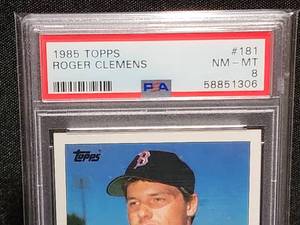 1985 TOPPS #181
ROGER CLEMENS NM-MT
PSA 8
58851306
Topps
B